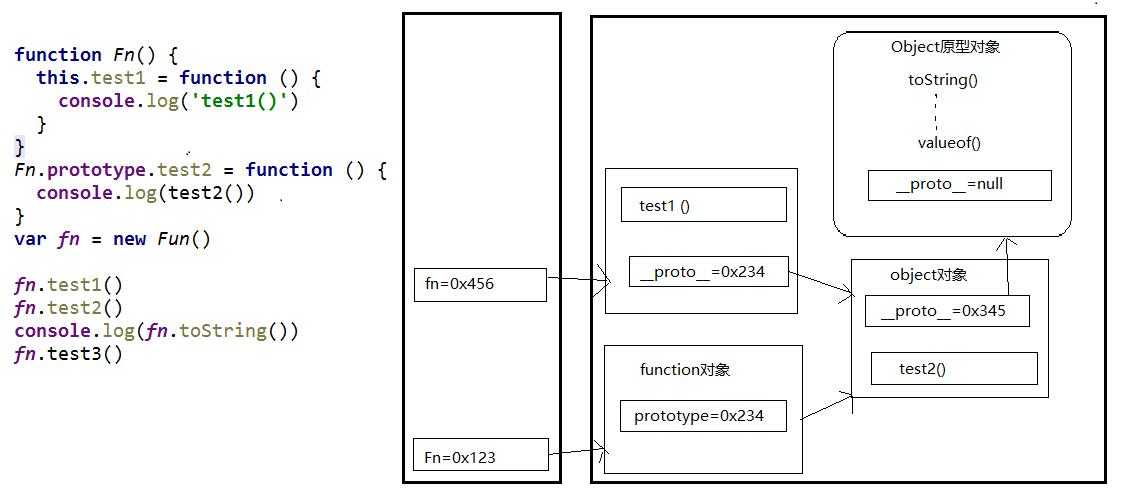 function Fn() {
  this.test1 = function () {
    console.log('test1()')
  }
}
Fn.prototype.test2 = function () {
  console.log(test2())
}
var fn = new Fun()
fn.test1()
fn.test2()
console.log(fn.toString())
fn.test3()
fn=0x456
Fn=0x123
test1 ()
__proto__=0x234
function对象
prototype=0x234
Object原型对象
toString()
valueof()
__proto__=null
object对象
__proto__=0x345
test2()